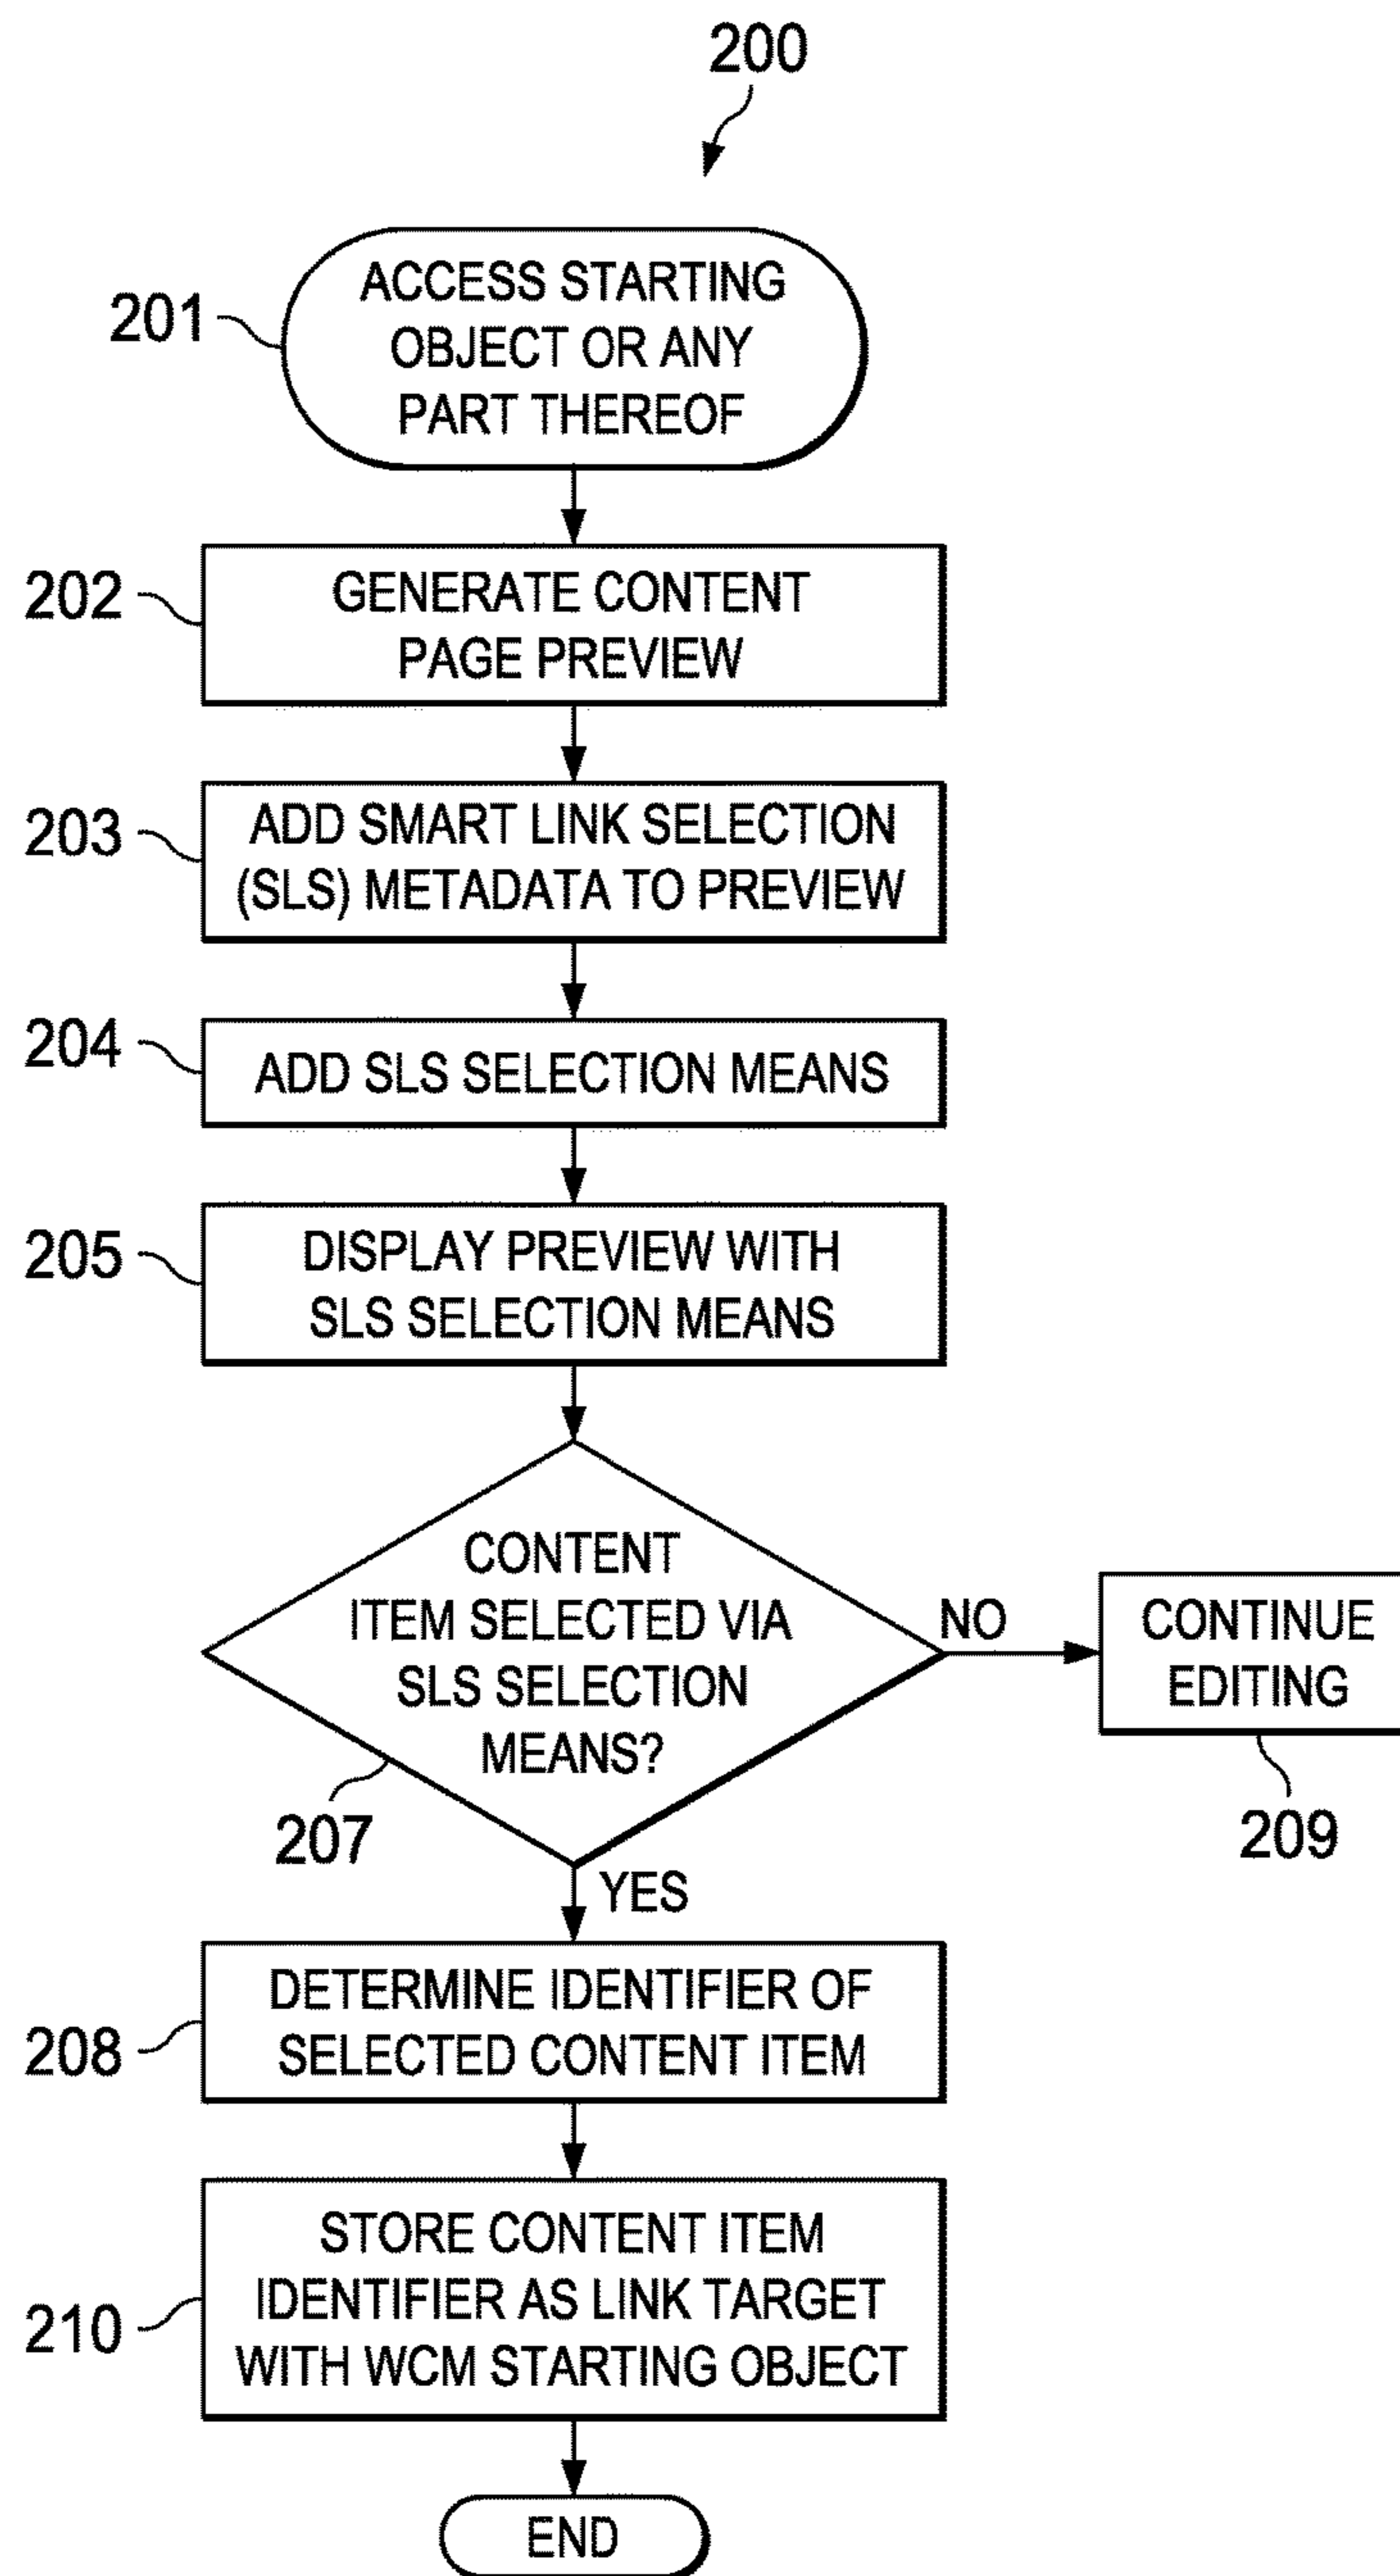 200
201
ACCESS STARTING
OBJECT OR ANY
PART THEREOF
202
GENERATE CONTENT
PAGE PREVIEW
203
ADD SMART LINK SELECTION
(SLS) METADATA TO PREVIEW
204
ADD SLS SELECTION MEANS
205
DISPLAY PREVIEW WITH
SLS SELECTION MEANS
CONTENT
ITEM SELECTED VIA
SLS SELECTION
MEANS?
207
NO
CONTINUE
EDITING
209
YES
208
DETERMINE IDENTIFIER OF
SELECTED CONTENT ITEM
210
STORE CONTENT ITEM
IDENTIFIER AS LINK TARGET
WITH WCM STARTING OBJECT
END